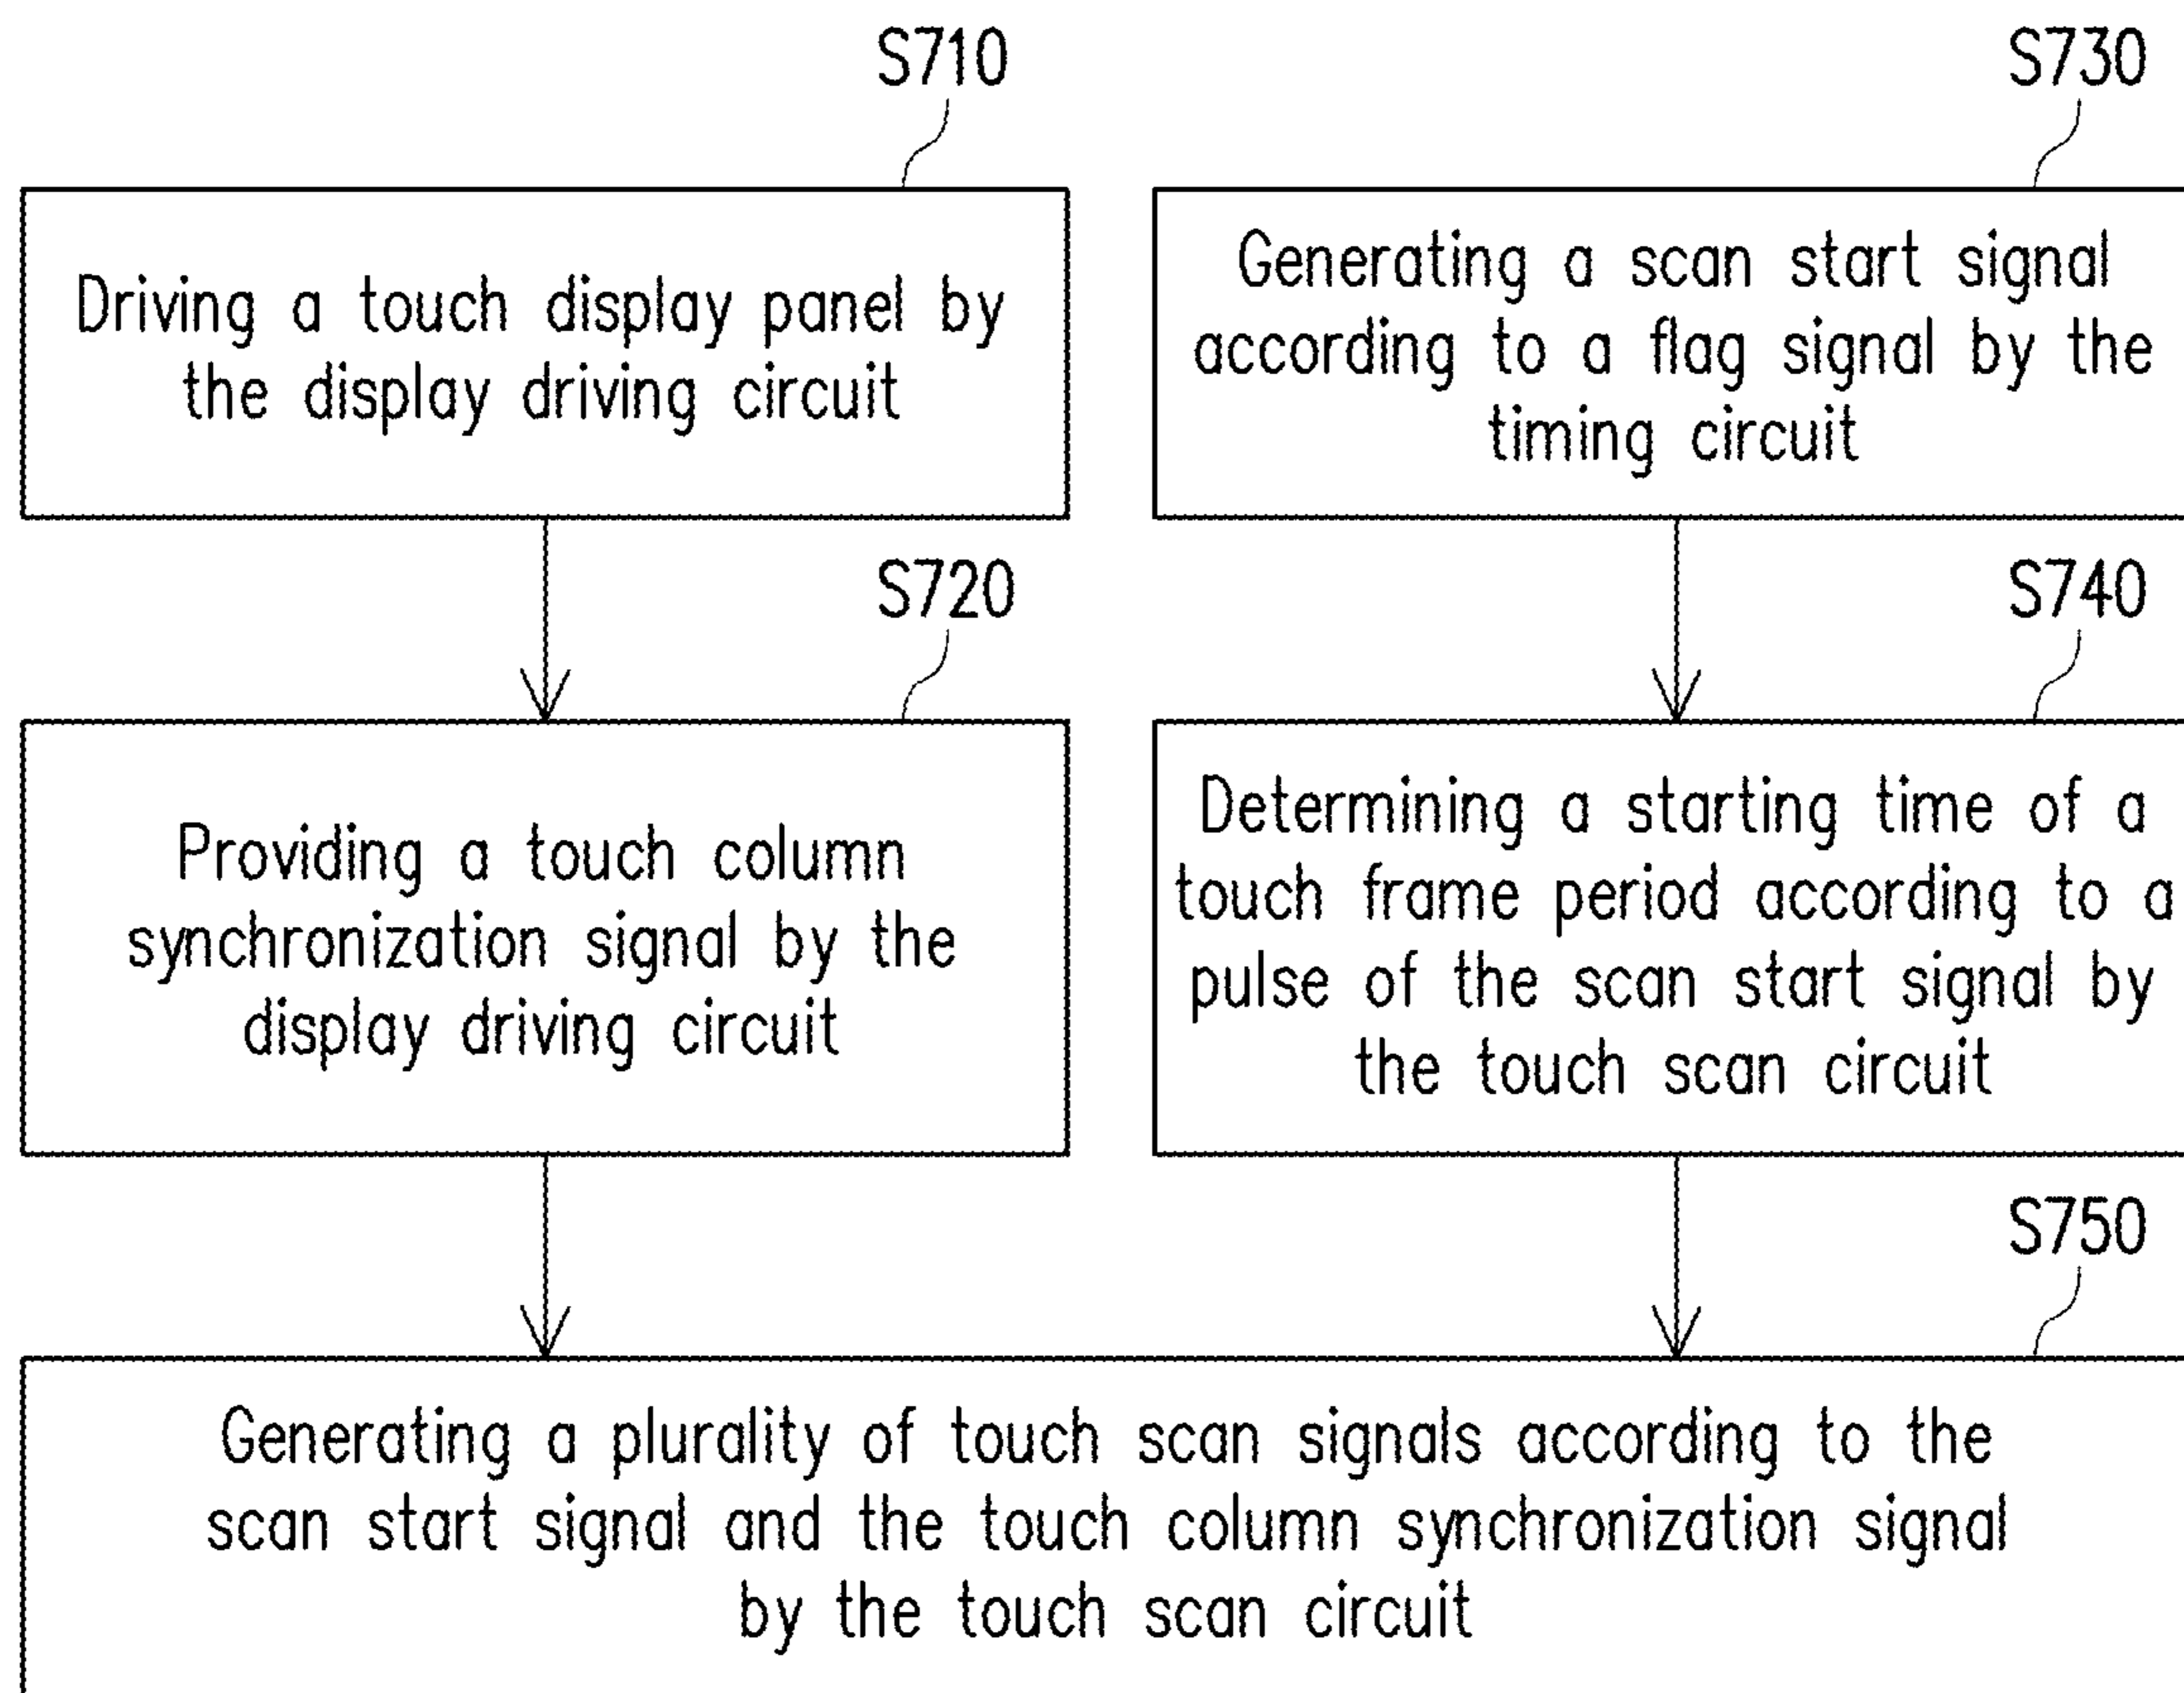 S710
Driving a touch display panel by
the display driving circuit
S720
Providing a touch column
synchronization signal by the
display driving circuit
S730
Generating a scan start signal
according to a flag signal by the
timing circuit
S740
Determining a starting time of a
touch frame period according to a
pulse of the scan start signal by
the touch scan circuit
S750
Generating a plurality of touch scan signals according to the
scan start signal and the touch column synchronization signal
by the touch scan circuit